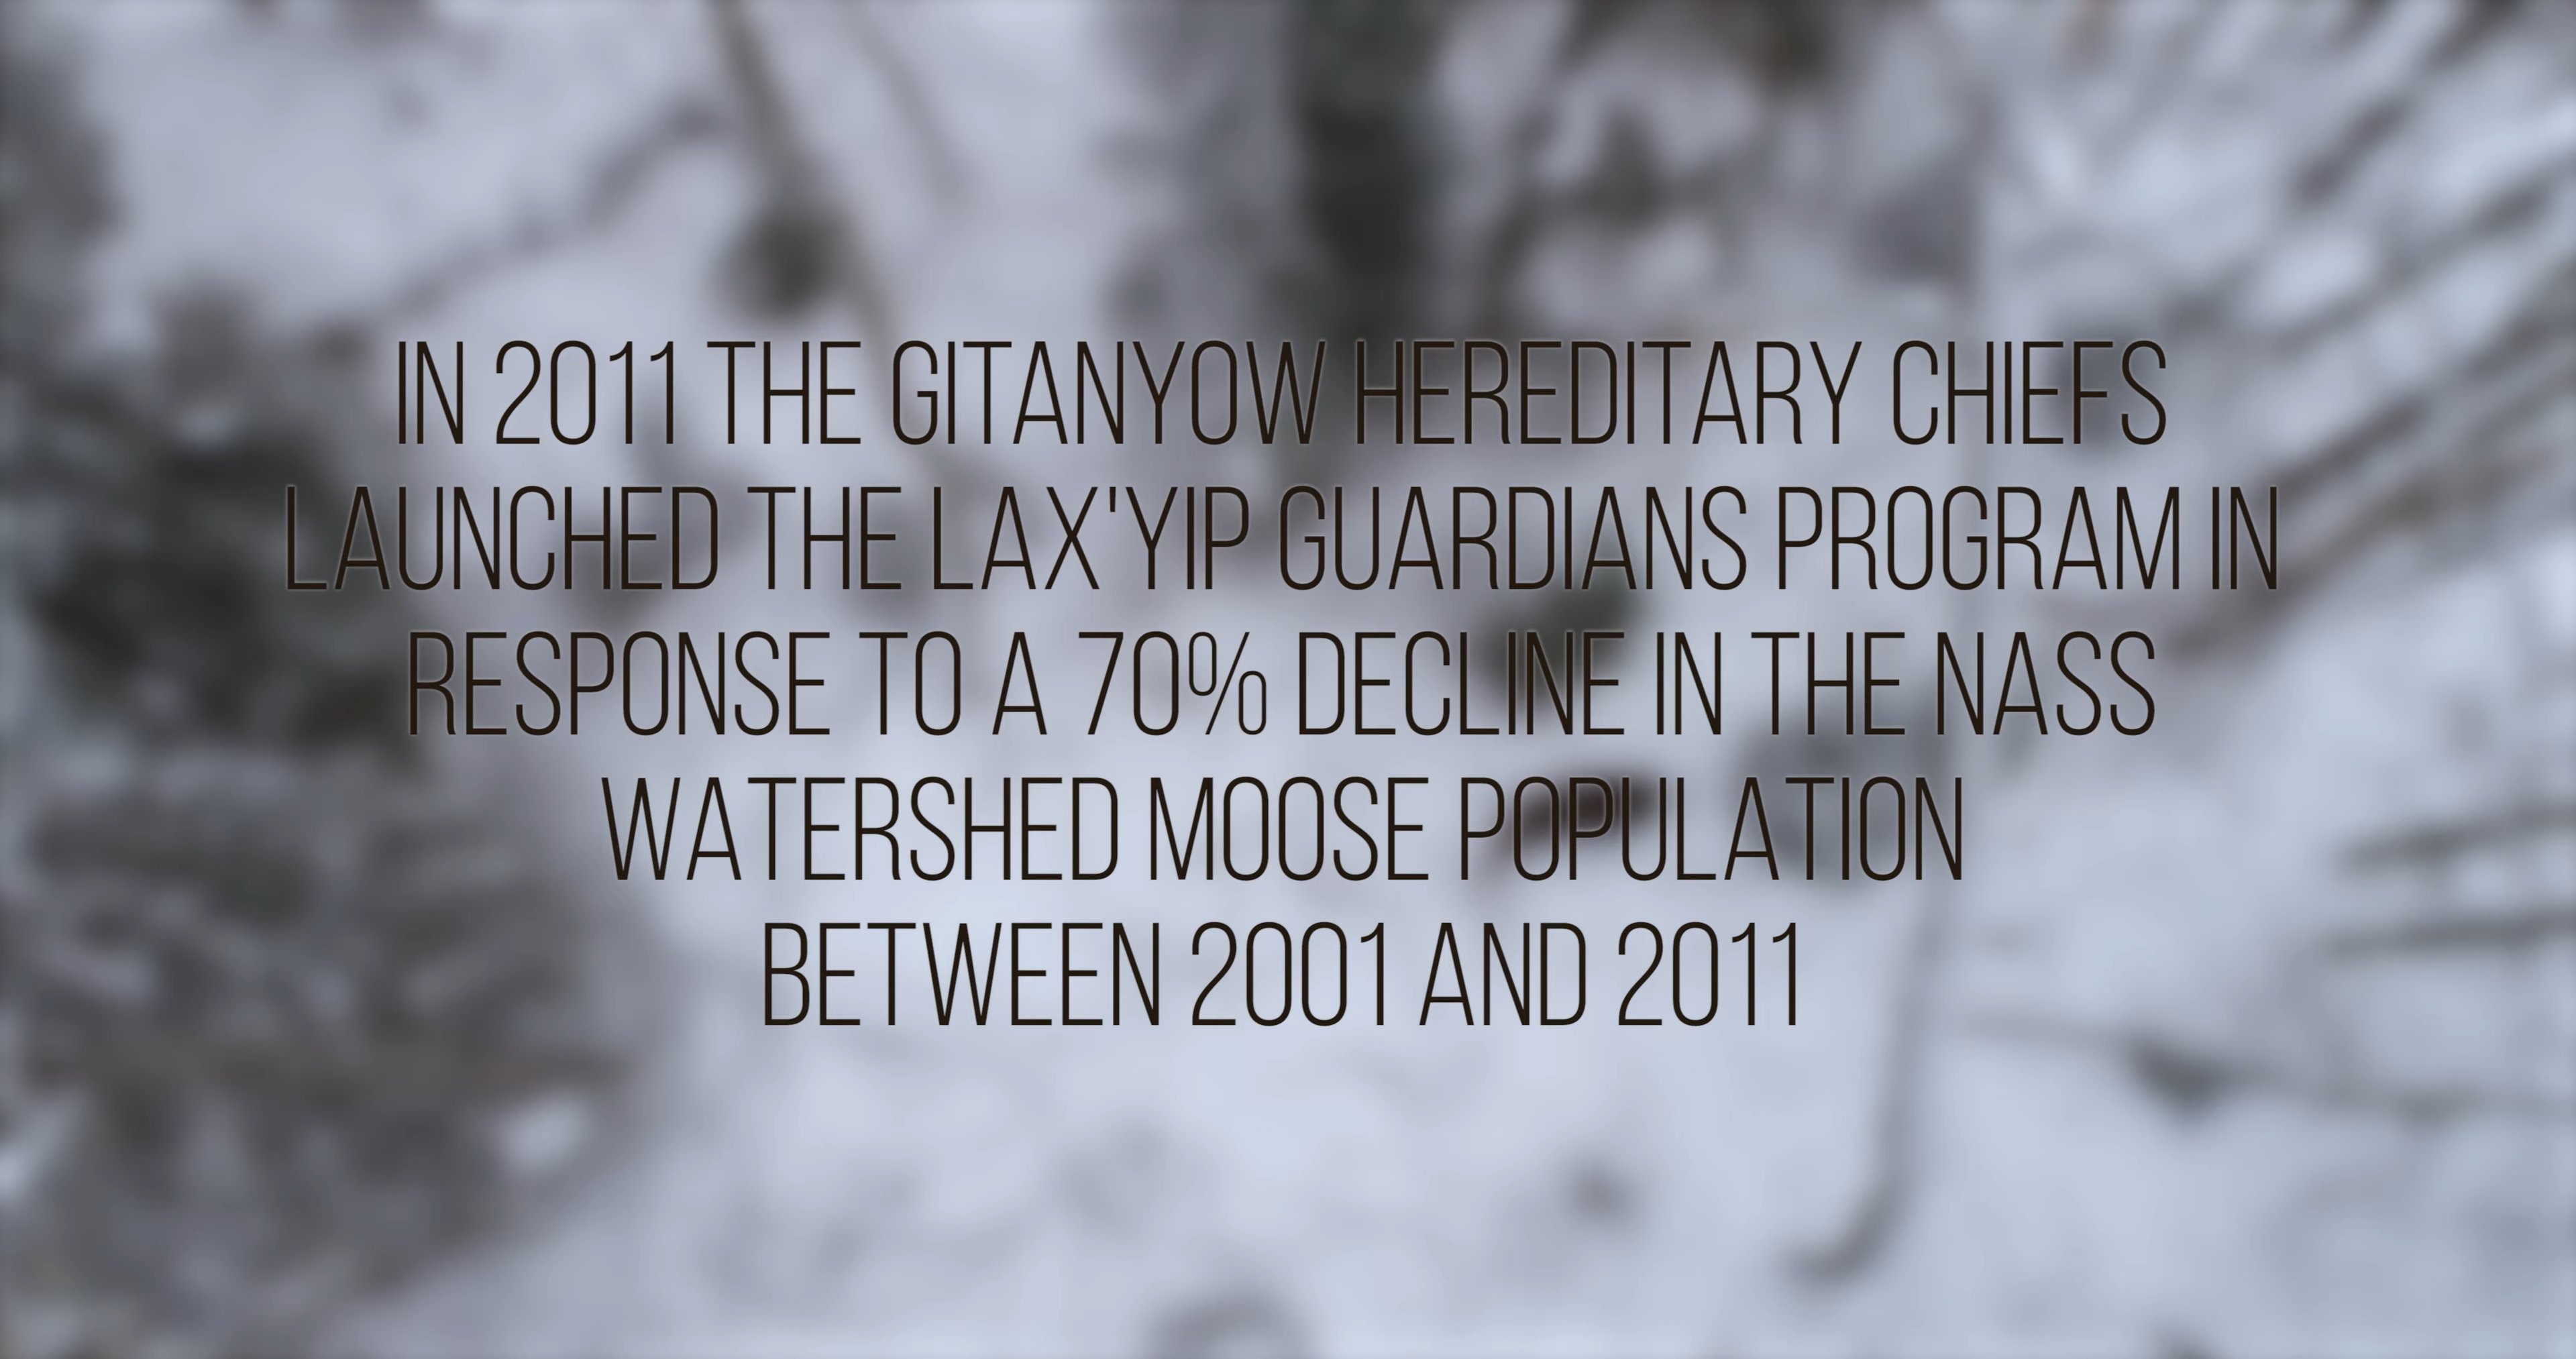 IN 2011 THE GITANYOW HEREDITARY CHIEFS
LAUNCHED THE LAX'YIP GUARDIANS PROGRAM IN
RESPONSE TO A 70% DECLINE IN THE NASS
WATERSHED MOOSE POPULATION
BETWEEN 2001 AND 2011